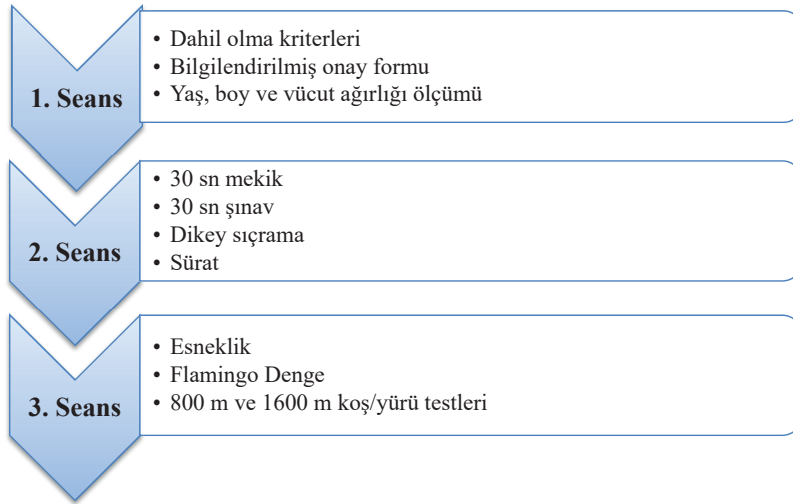 1. Seans
• Dahil olma kriterleri
• Bilgilendirilmiş onay formu
• Yaş, boy ve vücut ağırlığı ölçümü
2. Seans
• 30 sn mekik
• 30 sn şınav
• Dikey sıçrama
• Sürat
3. Seans
• Esneklik
• Flamingo Denge
• 800 m ve 1600 m koş/yürü testleri